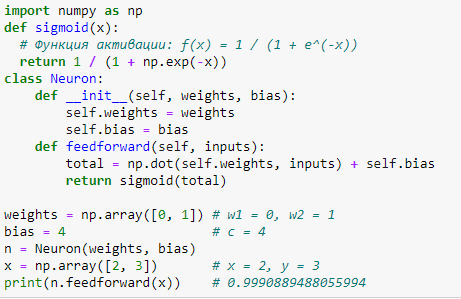 import numpy as np
def sigmoid(x):
  # Функция активации: f(x) = 1 / (1 + e^(-x))
  return 1 / (1 + np.exp(-x))
class Neuron:
    def __init__(self, weights, bias):
        self.weights = weights
        self.bias = bias
    def feedforward(self, inputs):
        total = np.dot(self.weights, inputs) + self.bias
        return sigmoid(total)

weights = np.array([0, 1]) # w1 = 0, w2 = 1
bias = 4                   # c = 4
n = Neuron(weights, bias)
x = np.array([2, 3])       # x = 2, y = 3
print(n.feedforward(x))    # 0.9990889488055994